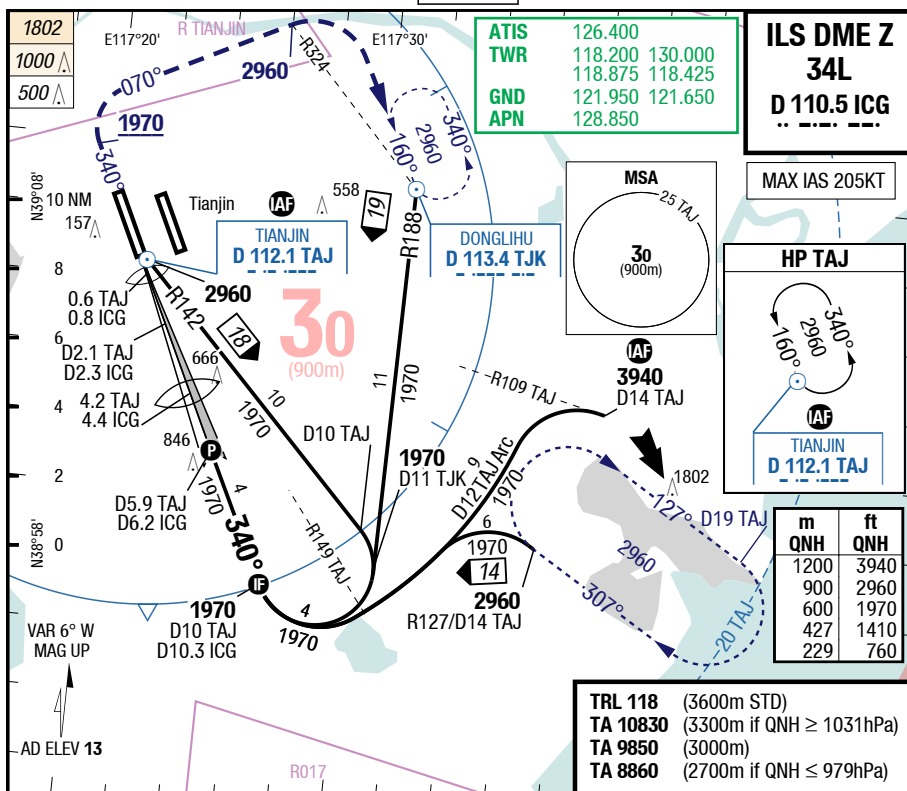 1802
1000
500
E117°20'
R TIANJIN
E117°30'
R324
070°
2960
1970
340°
160°
2960
340°
ATIS 126.400
TWR 118.200 130.000
118.875 118.425
GND 121.950 121.650
APN 128.850
ILS DME Z
34L
D 110.5 ICG
MAX IAS 205KT
N39°08'
10 NM
157
Tianjin
IAF
558
19
R188
TIANJIN
D 112.1 TAJ
DONGLIHU
D 113.4 TJK
MSA
25 TAJ
30
(900m)
HP TAJ
160°
2960
340°
IAF
TIANJIN
D 112.1 TAJ
8
2960
0.6 TAJ
0.8 ICG
R142
18
30
(900m)
6
D2.1 TAJ
D2.3 ICG
666
10
1970
11
1970
IAF
3940
D14 TAJ
R109 TAJ
4
4.2 TAJ
4.4 ICG
846
P
D10 TAJ
1970
D11 TJK
D12 TAJ Arc
9
1970
1802
127°
D19 TAJ
2
D5.9 TAJ
D6.2 ICG
4
1970
340°
R149 TAJ
6
1970
14
2960
R127/D14 TAJ
2960
307°
20 TAJ
N38°58'
0
IF
1970
D10 TAJ
D10.3 ICG
4
1970
m ft
QNH QNH
1200 3940
900 2960
600 1970
427 1410
229 760
VAR 6° W
MAG UP
AD ELEV 13
R017
TRL 118 (3600m STD)
TA 10830 (3300m if QNH ≥ 1031hPa)
TA 9850 (3000m)
TA 8860 (2700m if QNH ≤ 979hPa)